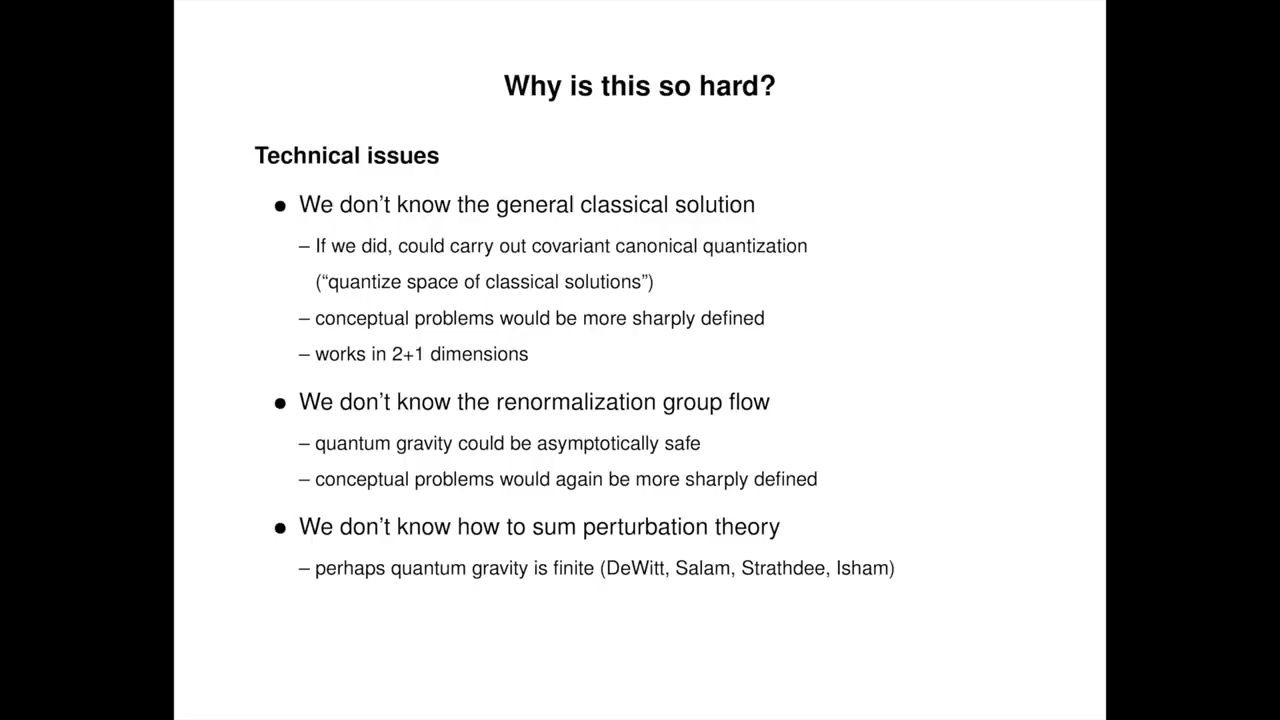 Why is this so hard?
Technical issues
● We don't know the general classical solution
– If we did, could carry out covariant canonical quantization
(“quantize space of classical solutions”)
– conceptual problems would be more sharply defined
– works in 2+1 dimensions
● We don't know the renormalization group flow
– quantum gravity could be asymptotically safe
– conceptual problems would again be more sharply defined
● We don't know how to sum perturbation theory
– perhaps quantum gravity is finite (DeWitt, Salam, Strathdee, Isham)